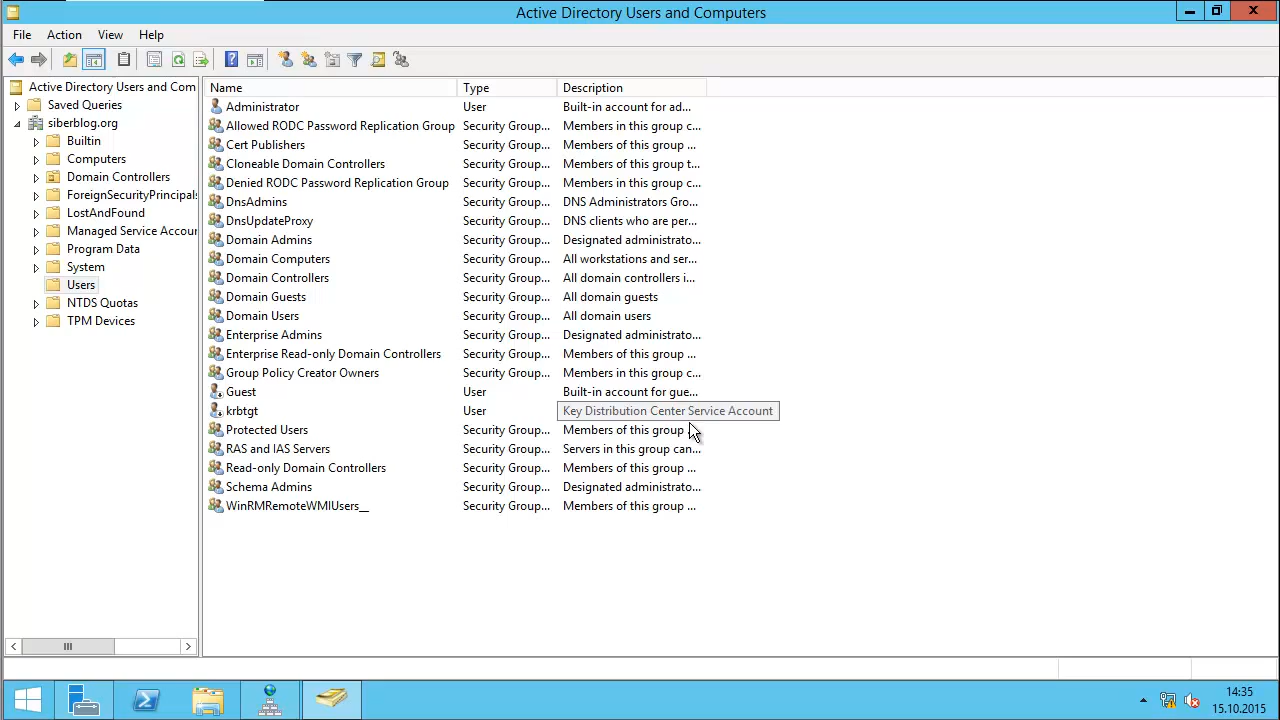 Active Directory Users and Computers
File Action View Help
Active Directory Users and Com
Saved Queries
siberblog.org
Builtin
Computers
Domain Controllers
ForeignSecurityPrincipals
LostAndFound
Managed Service Accour
Program Data
System
Users
NTDS Quotas
TPM Devices
Name Type Description
Administrator User Built-in account for ad...
Allowed RODC Password Replication Group Security Group... Members in this group c...
Cert Publishers Security Group... Members of this group ...
Cloneable Domain Controllers Security Group... Members of this group t...
Denied RODC Password Replication Group Security Group... Members in this group c...
DnsAdmins Security Group... DNS Administrators Gro...
DnsUpdateProxy Security Group... DNS clients who are per...
Domain Admins Security Group... Designated administrato...
Domain Computers Security Group... All workstations and ser...
Domain Controllers Security Group... All domain controllers i...
Domain Guests Security Group... All domain guests
Domain Users Security Group... All domain users
Enterprise Admins Security Group... Designated administrato...
Enterprise Read-only Domain Controllers Security Group... Members of this group ...
Group Policy Creator Owners Security Group... Members in this group c...
Guest User Built-in account for gue...
krbtgt User Key Distribution Center Service Account
Protected Users Security Group... Members of this group ...
RAS and IAS Servers Security Group... Servers in this group can...
Read-only Domain Controllers Security Group... Members of this group ...
Schema Admins Security Group... Designated administrato...
WinRMRemoteWMIUsers__ Security Group... Members of this group ...
14:35
15.10.2015